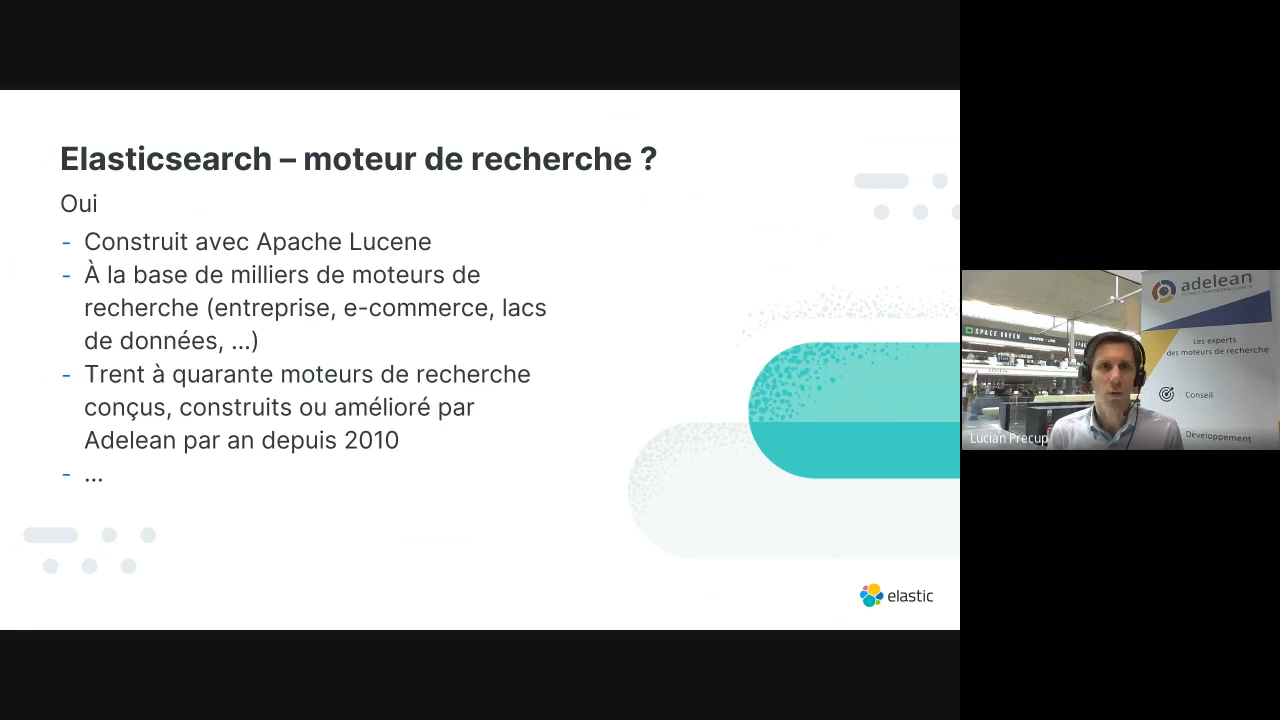 Elasticsearch – moteur de recherche ?
Oui
- Construit avec Apache Lucene
- À la base de milliers de moteurs de
recherche (entreprise, e-commerce, lacs
de données, ...)
- Trent à quarante moteurs de recherche
conçus, construits ou amélioré par
Adelean par an depuis 2010
- ...
elastic
adelean
SPACE GREEN
Les experts
des moteurs de recherche
Conseil
Développement
Lucian Precup